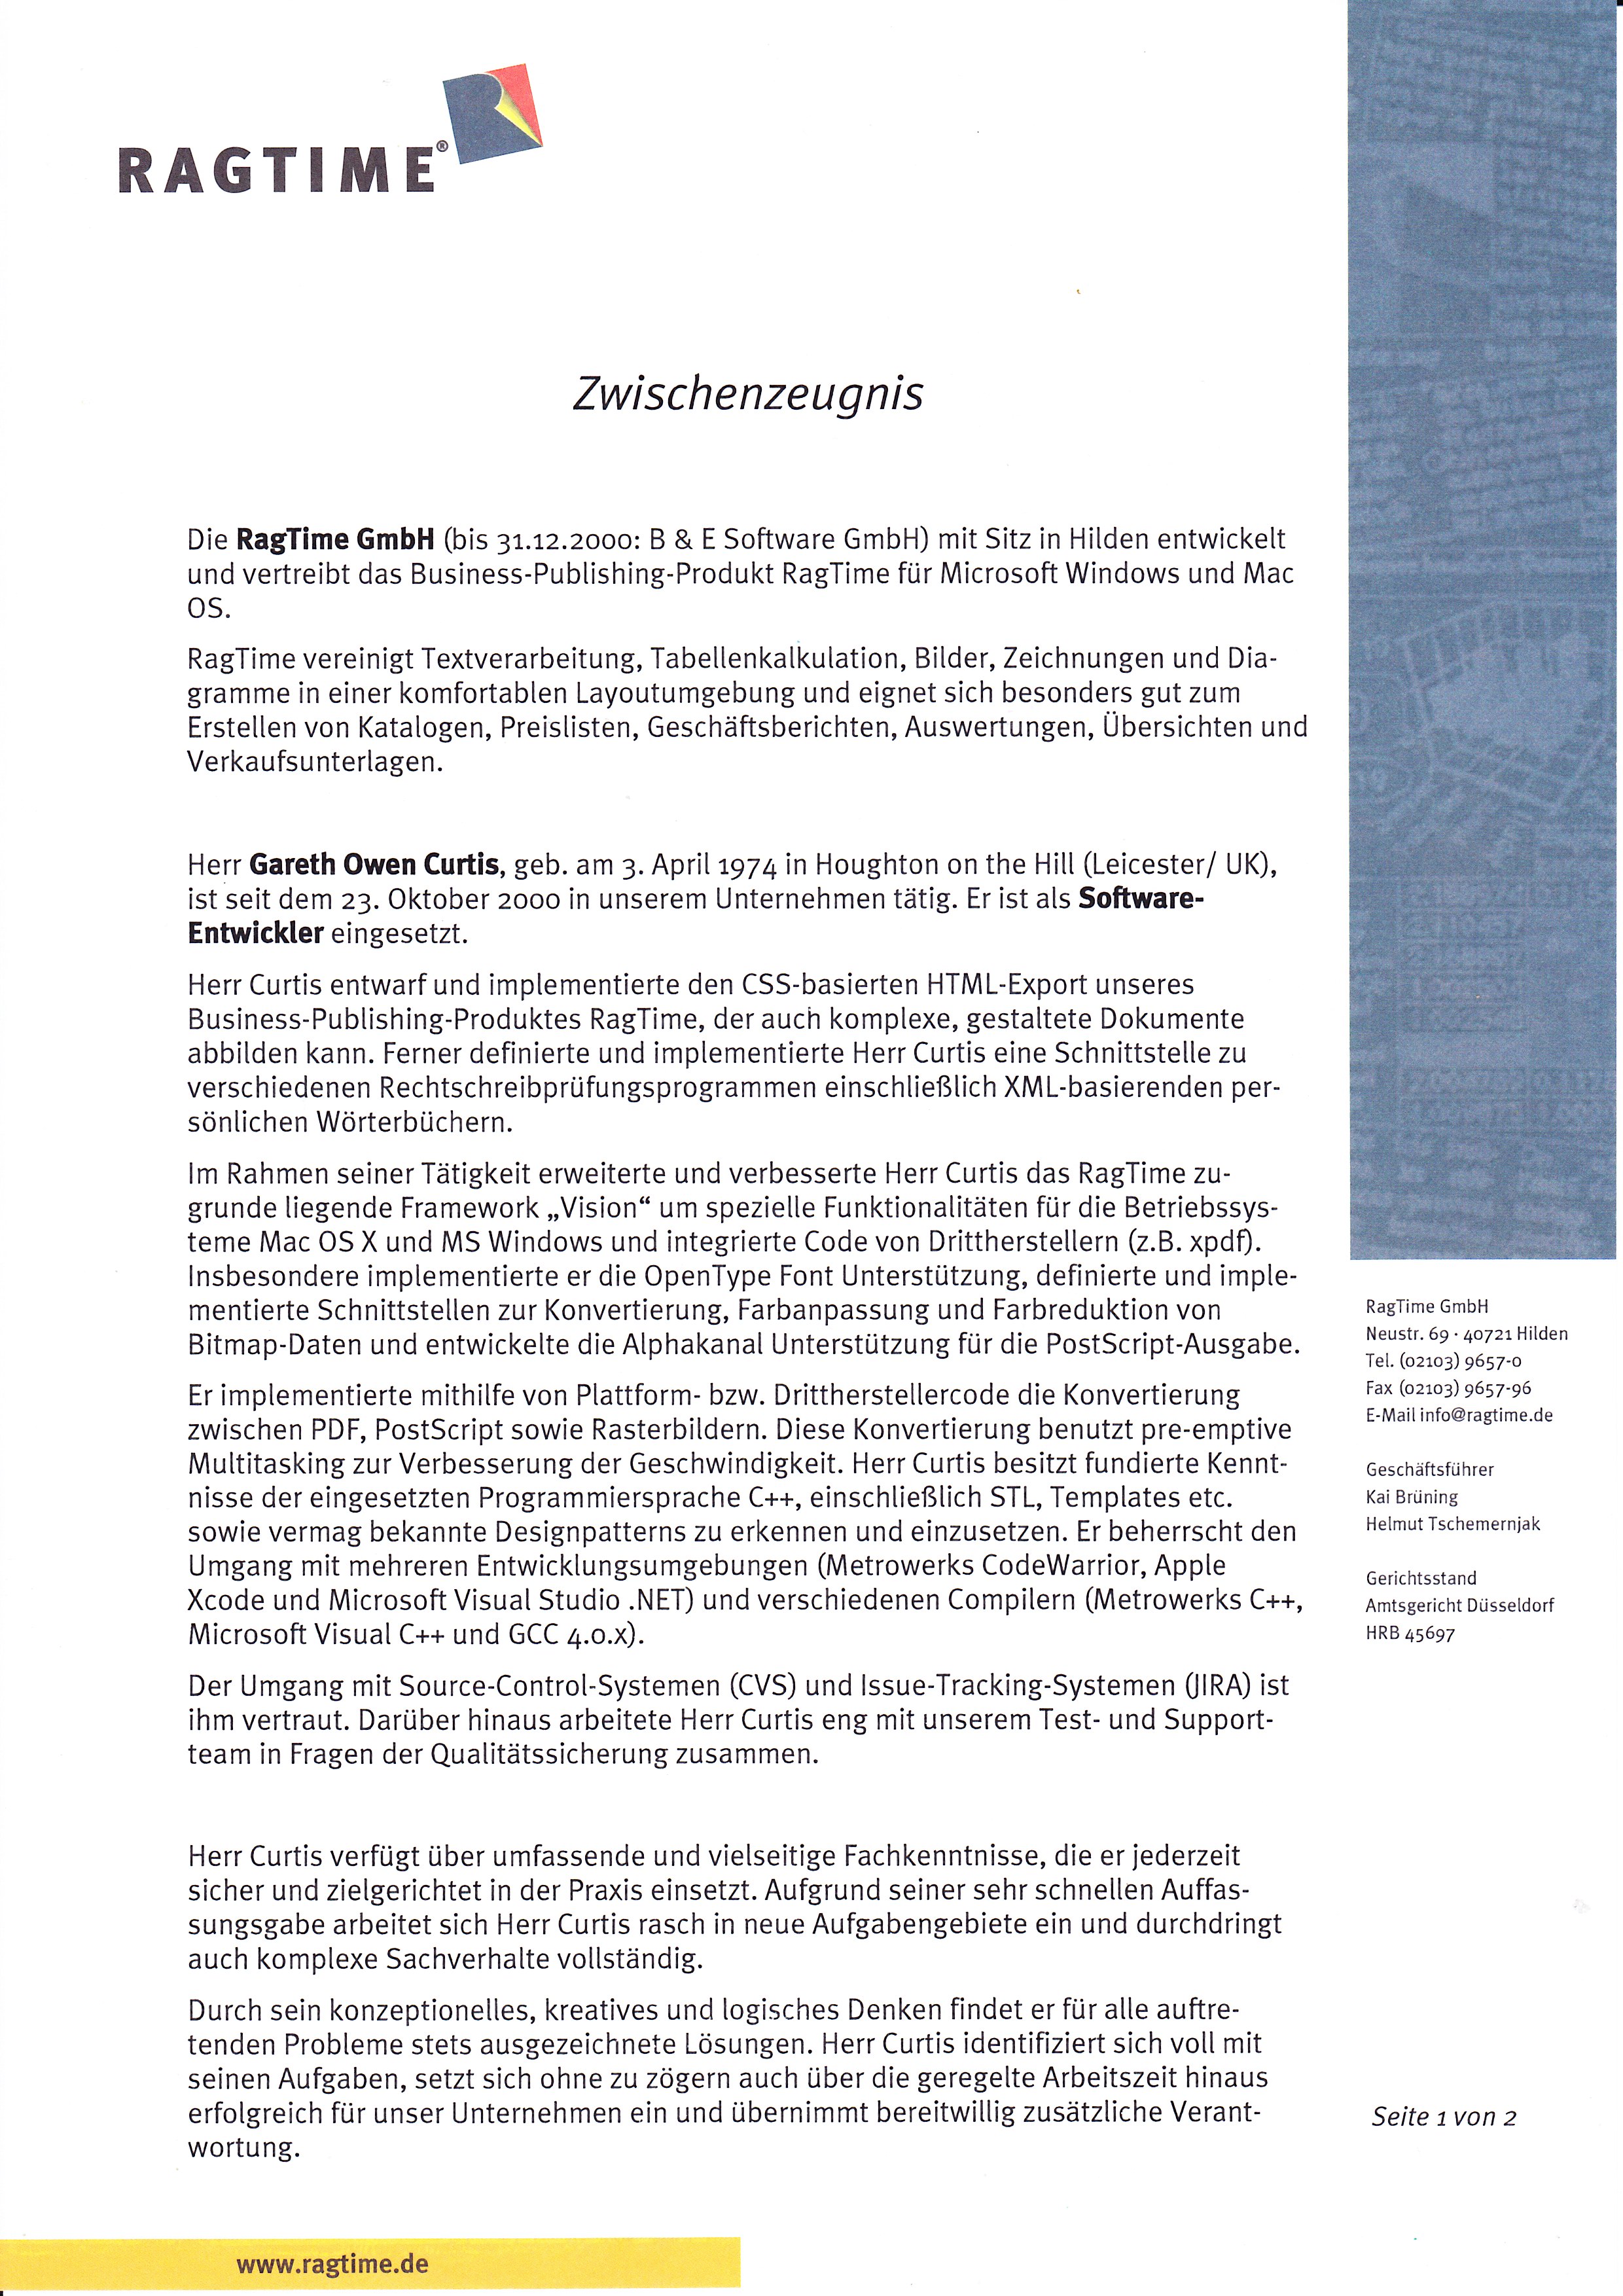 RAGTIME®
Zwischenzeugnis
Die RagTime GmbH (bis 31.12.2000: B & E Software GmbH) mit Sitz in Hilden entwickelt
und vertreibt das Business-Publishing-Produkt RagTime für Microsoft Windows und Mac
OS.
RagTime vereinigt Textverarbeitung, Tabellenkalkulation, Bilder, Zeichnungen und Dia-
gramme in einer komfortablen Layoutumgebung und eignet sich besonders gut zum
Erstellen von Katalogen, Preislisten, Geschäftsberichten, Auswertungen, Übersichten und
Verkaufsunterlagen.
Herr Gareth Owen Curtis, geb. am 3. April 1974 in Houghton on the Hill (Leicester/ UK),
ist seit dem 23. Oktober 2000 in unserem Unternehmen tätig. Er ist als Software-
Entwickler eingesetzt.
Herr Curtis entwarf und implementierte den CSS-basierten HTML-Export unseres
Business-Publishing-Produktes RagTime, der auch komplexe, gestaltete Dokumente
abbilden kann. Ferner definierte und implementierte Herr Curtis eine Schnittstelle zu
verschiedenen Rechtschreibprüfungsprogrammen einschließlich XML-basierenden per-
sönlichen Wörterbüchern.
Im Rahmen seiner Tätigkeit erweiterte und verbesserte Herr Curtis das RagTime zu-
grunde liegende Framework „Vision“ um spezielle Funktionalitäten für die Betriebssys-
teme Mac OS X und MS Windows und integrierte Code von Drittherstellern (z.B. xpdf).
Insbesondere implementierte er die OpenType Font Unterstützung, definierte und imple-
mentierte Schnittstellen zur Konvertierung, Farbanpassung und Farbreduktion von
Bitmap-Daten und entwickelte die Alphakanal Unterstützung für die PostScript-Ausgabe.
Er implementierte mithilfe von Plattform- bzw. Drittherstellercode die Konvertierung
zwischen PDF, PostScript sowie Rasterbildern. Diese Konvertierung benutzt pre-emptive
Multitasking zur Verbesserung der Geschwindigkeit. Herr Curtis besitzt fundierte Kennt-
nisse der eingesetzten Programmiersprache C++, einschließlich STL, Templates etc.
sowie vermag bekannte Designpatterns zu erkennen und einzusetzen. Er beherrscht den
Umgang mit mehreren Entwicklungsumgebungen (Metrowerks CodeWarrior, Apple
Xcode und Microsoft Visual Studio .NET) und verschiedenen Compilern (Metrowerks C++,
Microsoft Visual C++ und GCC 4.0.x).
Der Umgang mit Source-Control-Systemen (CVS) und Issue-Tracking-Systemen (JIRA) ist
ihm vertraut. Darüber hinaus arbeitete Herr Curtis eng mit unserem Test- und Support-
team in Fragen der Qualitätssicherung zusammen.
Herr Curtis verfügt über umfassende und vielseitige Fachkenntnisse, die er jederzeit
sicher und zielgerichtet in der Praxis einsetzt. Aufgrund seiner sehr schnellen Auffas-
sungsgabe arbeitet sich Herr Curtis rasch in neue Aufgabengebiete ein und durchdringt
auch komplexe Sachverhalte vollständig.
Durch sein konzeptionelles, kreatives und logisches Denken findet er für alle auftre-
tenden Probleme stets ausgezeichnete Lösungen. Herr Curtis identifiziert sich voll mit
seinen Aufgaben, setzt sich ohne zu zögern auch über die geregelte Arbeitszeit hinaus
erfolgreich für unser Unternehmen ein und übernimmt bereitwillig zusätzliche Verant-
wortung.
RagTime GmbH
Neustr. 69 · 40721 Hilden
Tel. (02103) 9657-0
Fax (02103) 9657-96
E-Mail info@ragtime.de
Geschäftsführer
Kai Brüning
Helmut Tschemernjak
Gerichtsstand
Amtsgericht Düsseldorf
HRB 45697
Seite 1 von 2
www.ragtime.de